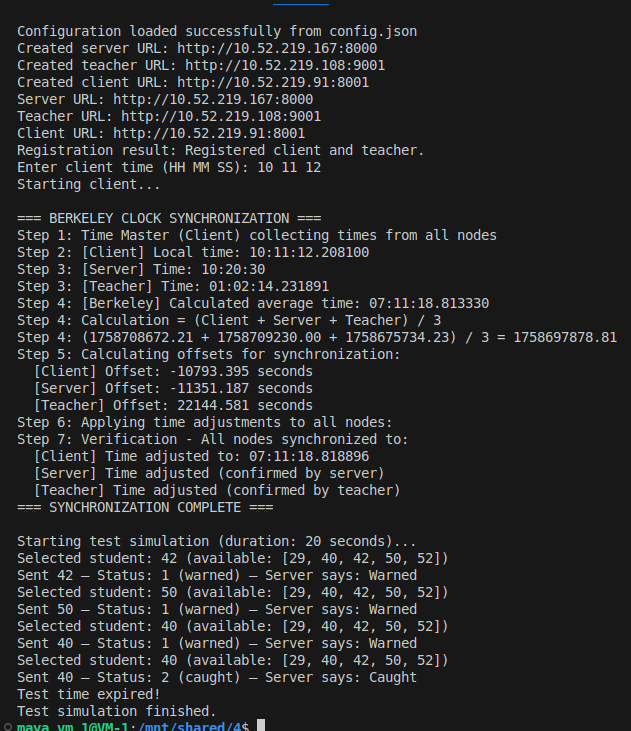 Configuration loaded successfully from config.json
Created server URL: http://10.52.219.167:8000
Created teacher URL: http://10.52.219.108:9001
Created client URL: http://10.52.219.91:8001
Server URL: http://10.52.219.167:8000
Teacher URL: http://10.52.219.108:9001
Client URL: http://10.52.219.91:8001
Registration result: Registered client and teacher.
Enter client time (HH MM SS): 10 11 12
Starting client...
=== BERKELEY CLOCK SYNCHRONIZATION ===
Step 1: Time Master (Client) collecting times from all nodes
Step 2: [Client] Local time: 10:11:12.208100
Step 3: [Server] Time: 10:20:30
Step 3: [Teacher] Time: 01:02:14.231891
Step 4: [Berkeley] Calculated average time: 07:11:18.813330
Step 4: Calculation = (Client + Server + Teacher) / 3
Step 4: (1758708672.21 + 1758709230.00 + 1758675734.23) / 3 = 1758697878.81
Step 5: Calculating offsets for synchronization:
  [Client] Offset: -10793.395 seconds
  [Server] Offset: -11351.187 seconds
  [Teacher] Offset: 22144.581 seconds
Step 6: Applying time adjustments to all nodes:
Step 7: Verification - All nodes synchronized to:
  [Client] Time adjusted to: 07:11:18.818896
  [Server] Time adjusted (confirmed by server)
  [Teacher] Time adjusted (confirmed by teacher)
=== SYNCHRONIZATION COMPLETE ===
Starting test simulation (duration: 20 seconds)...
Selected student: 42 (available: [29, 40, 42, 50, 52])
Sent 42 – Status: 1 (warned) – Server says: Warned
Selected student: 50 (available: [29, 40, 42, 50, 52])
Sent 50 – Status: 1 (warned) – Server says: Warned
Selected student: 40 (available: [29, 40, 42, 50, 52])
Sent 40 – Status: 1 (warned) – Server says: Warned
Selected student: 40 (available: [29, 40, 42, 50, 52])
Sent 40 – Status: 2 (caught) – Server says: Caught
Test time expired!
Test simulation finished.
maya_vm_1@VM-1:/mnt/shared/4$